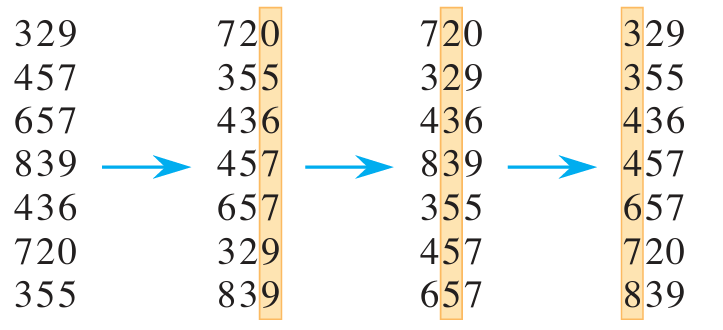 329 720 720 329
457 355 329 355
657 436 436 436
839 457 839 457
436 657 355 657
720 329 457 720
355 839 657 839